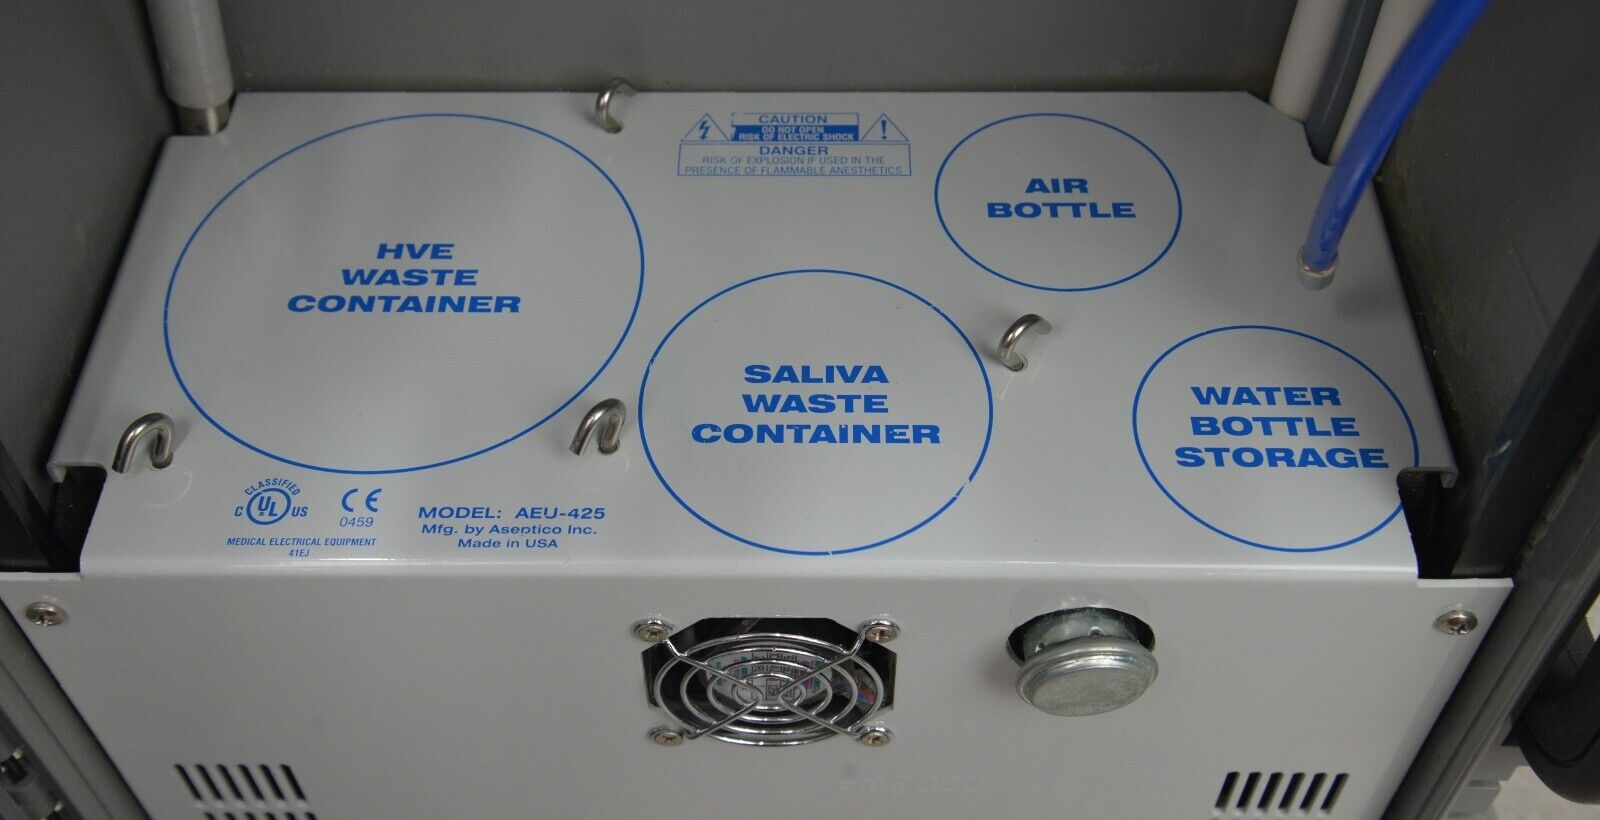 CAUTION
DO NOT OPEN
RISK OF ELECTRIC SHOCK
DANGER
RISK OF EXPLOSION IF USED IN THE
PRESENCE OF FLAMMABLE ANESTHETICS
AIR
BOTTLE
HVE
WASTE
CONTAINER
SALIVA
WASTE
CONTAINER
WATER
BOTTLE
STORAGE
CLASSIFIED
C UL US
CE
0459
MEDICAL ELECTRICAL EQUIPMENT
41EJ
MODEL: AEU-425
Mfg. by Aseptico Inc.
Made in USA